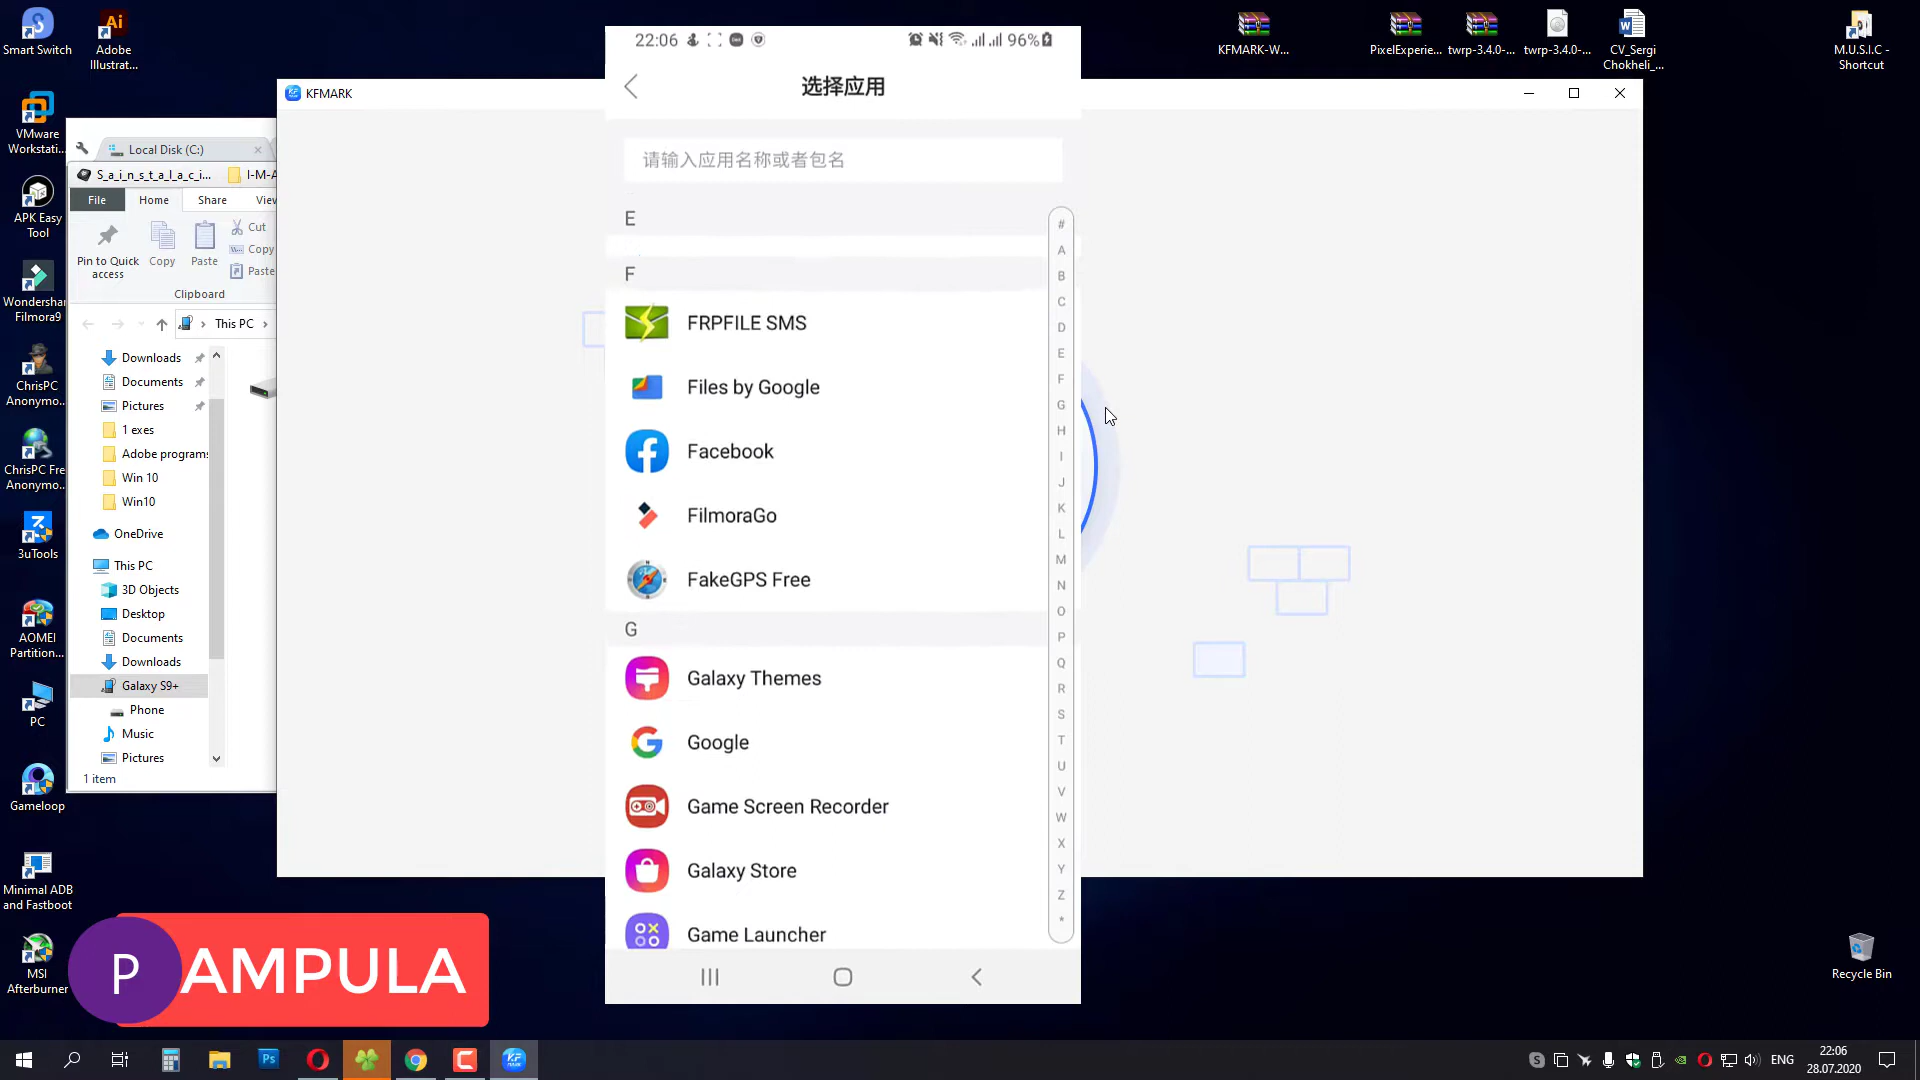 Smart Switch
Adobe
Illustrat...
VMware
Workstati...
APK Easy
Tool
Wondersha
Filmora9
ChrisPC
Anonymo...
ChrisPC Fre
Anonymo...
3uTools
AOMEI
Partition...
PC
Gameloop
Minimal ADB
and Fastboot
MSI
Afterburner
KFMARK-W...
PixelExperie...
twrp-3.4.0-...
twrp-3.4.0-...
CV_Sergi
Chokheli_...
M.U.S.I.C -
Shortcut
Recycle Bin
KFMARK
Local Disk (C:)
S_a_i_n_s_t_a_l_a_c_i...
I-M-A
File
Home
Share
Viev
Pin to Quick
access
Copy
Paste
Cut
Copy
Paste
Clipboard
This PC
Downloads
Documents
Pictures
1 exes
Adobe programs
Win 10
Win10
OneDrive
This PC
3D Objects
Desktop
Documents
Downloads
Galaxy S9+
Phone
Music
Pictures
1 item
22:06
96%
选择应用
请输入应用名称或者包名
E
F
FRPFILE SMS
Files by Google
Facebook
FilmoraGo
FakeGPS Free
G
Galaxy Themes
Google
Game Screen Recorder
Galaxy Store
Game Launcher
#
A
B
C
D
E
F
G
H
I
J
K
L
M
N
O
P
Q
R
S
T
U
V
W
X
Y
Z
*
P AMPULA
ENG
22:06
28.07.2020